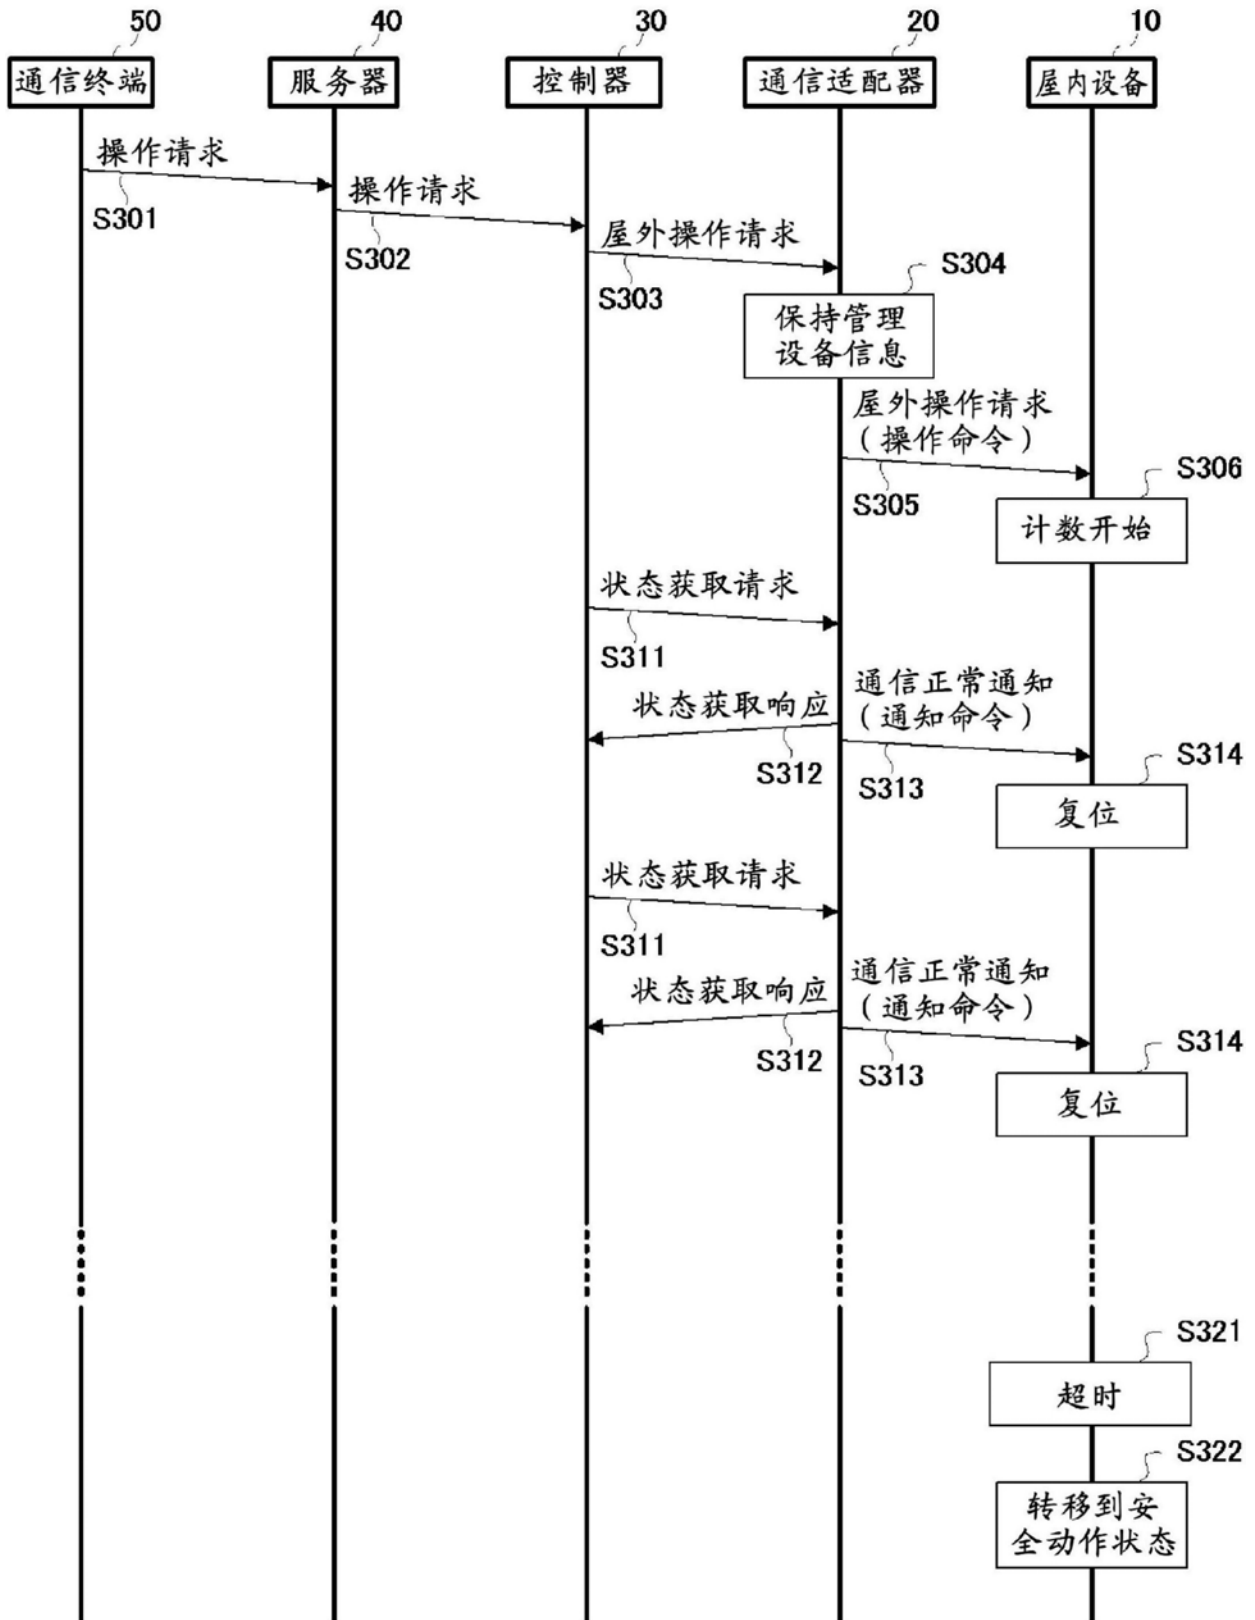 50
40
30
20
10
通信终端
服务器
控制器
通信适配器
屋内设备
操作请求
S301
操作请求
S302
屋外操作请求
S303
S304
保持管理
设备信息
屋外操作请求
(操作命令)
S305
S306
计数开始
状态获取请求
S311
状态获取响应
S312
通信正常通知
(通知命令)
S313
S314
复位
状态获取请求
S311
状态获取响应
S312
通信正常通知
(通知命令)
S313
S314
复位
S321
超时
S322
转移到安
全动作状态